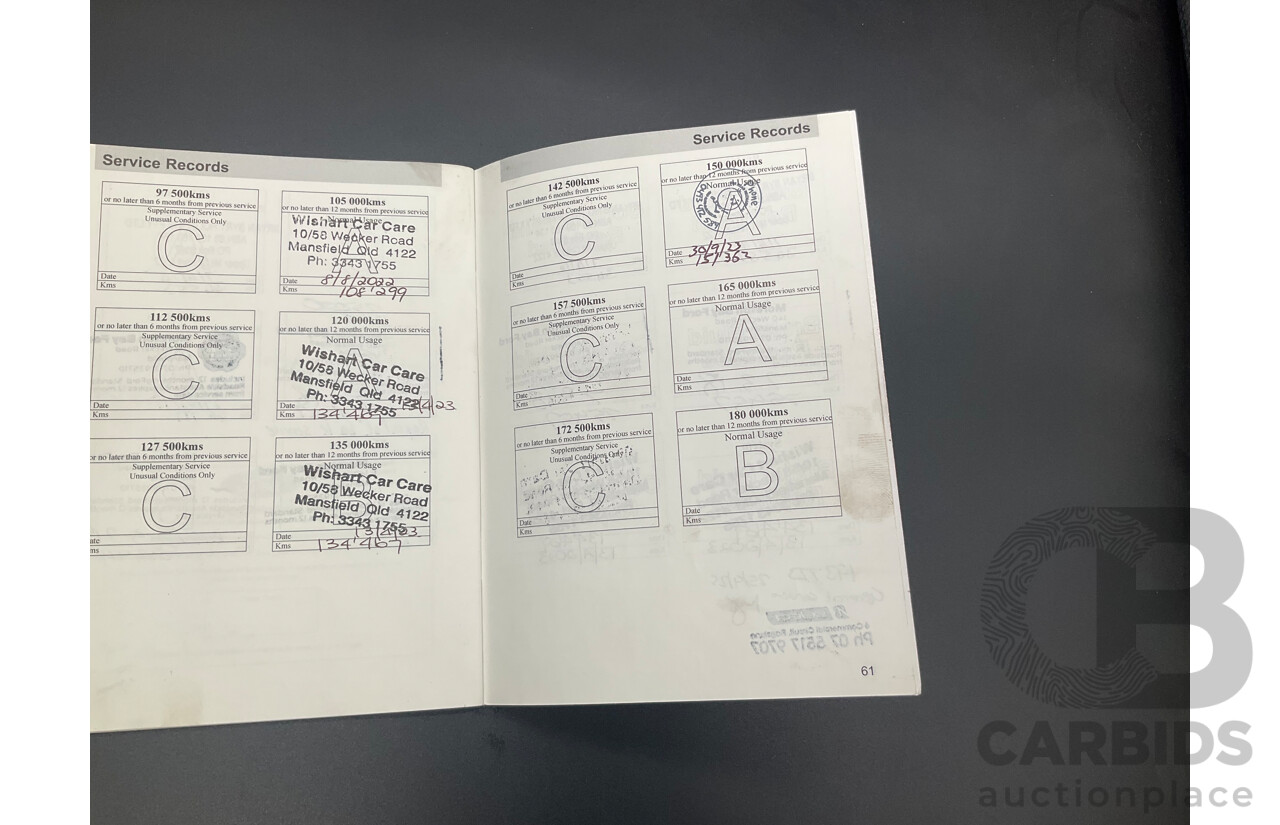 Service Records
97 500kms
or no later than 6 months from previous service
Supplementary Service
Unusual Conditions Only
C
Date
Kms
105 000kms
or no later than 12 months from previous service
Normal Usage
A
Wishart Car Care
10/58 Wecker Road
Mansfield Qld 4122
Ph: 3343 1755
Date 8/8/2022
Kms 108'299
112 500kms
or no later than 6 months from previous service
Supplementary Service
Unusual Conditions Only
C
Date
Kms
120 000kms
or no later than 12 months from previous service
Normal Usage
Wishart Car Care
10/58 Wecker Road
Mansfield Qld 4122
Ph: 3343 1755
Date
Kms 134'467
127 500kms
or no later than 6 months from previous service
Supplementary Service
Unusual Conditions Only
C
ate
ms
135 000kms
or no later than 12 months from previous service
Normal Usage
Wishart Car Care
10/58 Wecker Road
Mansfield Qld 4122
Ph: 3343 1755
Date 13/4/23
Kms 134'467
Service Records
142 500kms
or no later than 6 months from previous service
Supplementary Service
Unusual Conditions Only
C
Date
Kms
150 000kms
or no later than 12 months from previous service
Normal Usage
A
Date 30/9/23
Kms 151'362
157 500kms
or no later than 6 months from previous service
Supplementary Service
Unusual Conditions Only
C
Date
Kms
165 000kms
or no later than 12 months from previous service
Normal Usage
A
Date
Kms
172 500kms
or no later than 6 months from previous service
Supplementary Service
Unusual Conditions Only
C
Date
Kms
180 000kms
or no later than 12 months from previous service
Normal Usage
B
Date
Kms
61
CARBIDS
auctionplace